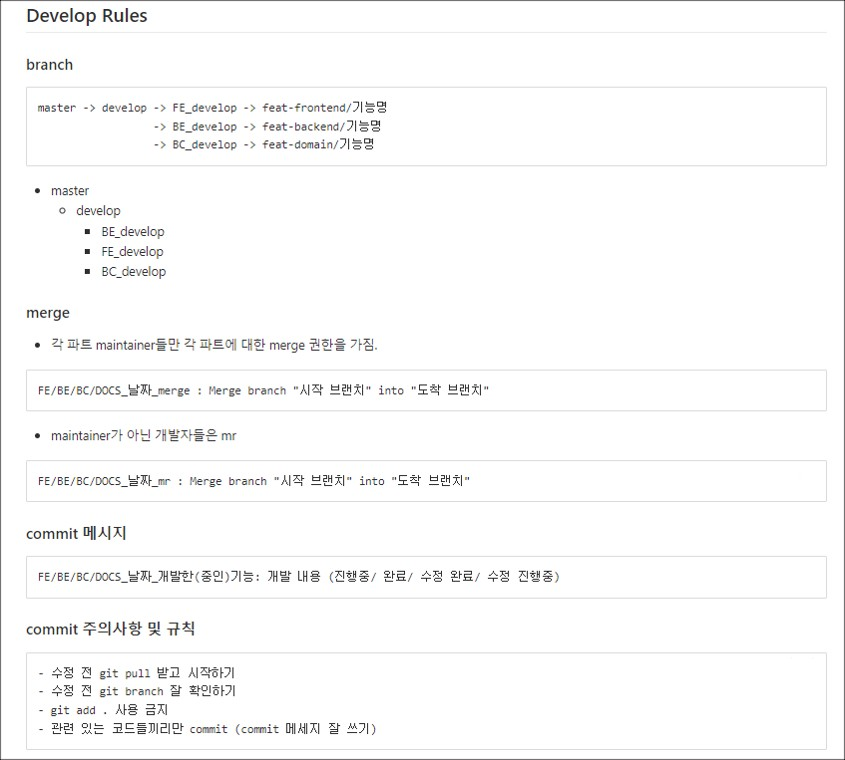 Develop Rules
branch
master -> develop -> FE_develop -> feat-frontend/기능명
-> BE_develop -> feat-backend/기능명
-> BC_develop -> feat-domain/기능명
master
develop
BE_develop
FE_develop
BC_develop
merge
각 파트 maintainer들만 각 파트에 대한 merge 권한을 가짐.
FE/BE/BC/DOCS_날짜_merge : Merge branch "시작 브랜치" into "도착 브랜치"
maintainer가 아닌 개발자들은 mr
FE/BE/BC/DOCS_날짜_mr : Merge branch "시작 브랜치" into "도착 브랜치"
commit 메시지
FE/BE/BC/DOCS_날짜_개발한(중인)기능: 개발 내용 (진행중/ 완료/ 수정 완료/ 수정 진행중)
commit 주의사항 및 규칙
- 수정 전 git pull 받고 시작하기
- 수정 전 git branch 잘 확인하기
- git add . 사용 금지
- 관련 있는 코드들끼리만 commit (commit 메세지 잘 쓰기)